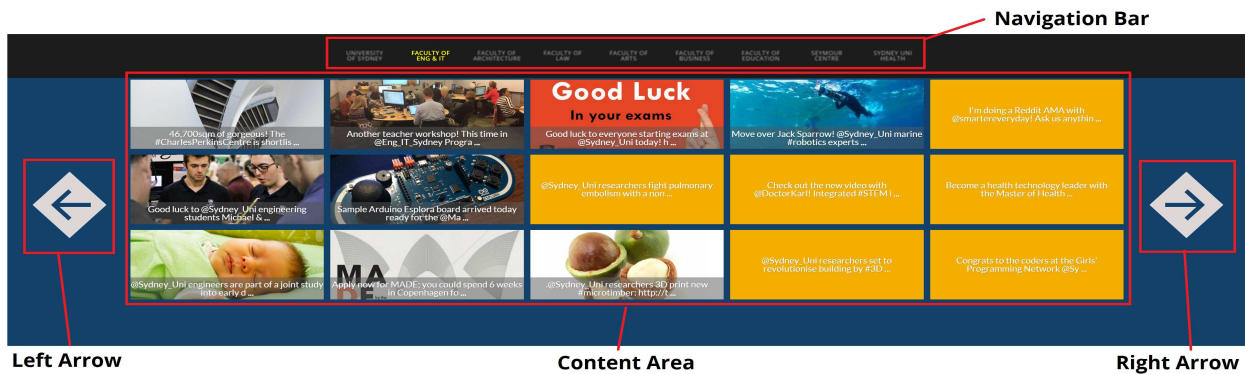 Navigation Bar
UNIVERSITY OF SYDNEY
FACULTY OF ENG & IT
FACULTY OF ARCHITECTURE
FACULTY OF LAW
FACULTY OF ARTS
FACULTY OF BUSINESS
FACULTY OF EDUCATION
SEYMOUR CENTRE
SYDNEY UNI HEALTH
46,700sqm of gorgeous! The
#CharlesPerkinsCentre is shortlis ...
Another teacher workshop! This time in
@Eng_IT_Sydney Progra ...
Good Luck
In your exams
Good luck to everyone starting exams at
@Sydney_Uni today! h ...
Move over Jack Sparrow! @Sydney_Uni marine
#robotics experts ...
I'm doing a Reddit AMA with
@smartereveryday! Ask us anythin ...
Good luck to @Sydney_Uni engineering
students Michael & ...
Sample Arduino Esplora board arrived today
ready for the @Ma ...
@Sydney_Uni researchers fight pulmonary
embolism with a non ...
Check out the new video with
@DoctorKarl! Integrated #STEM i ...
Become a health technology leader with
the Master of Health ...
@Sydney_Uni engineers are part of a joint study
into early d ...
MA
DE
Apply now for MADE: you could spend 6 weeks
in Copenhagen fo ...
.@Sydney_Uni researchers 3D print new
#microtimber: http://t ...
@Sydney_Uni researchers set to
revolutionise building by #3D ...
Congrats to the coders at the Girls'
Programming Network @Sy ...
Left Arrow
Content Area
Right Arrow